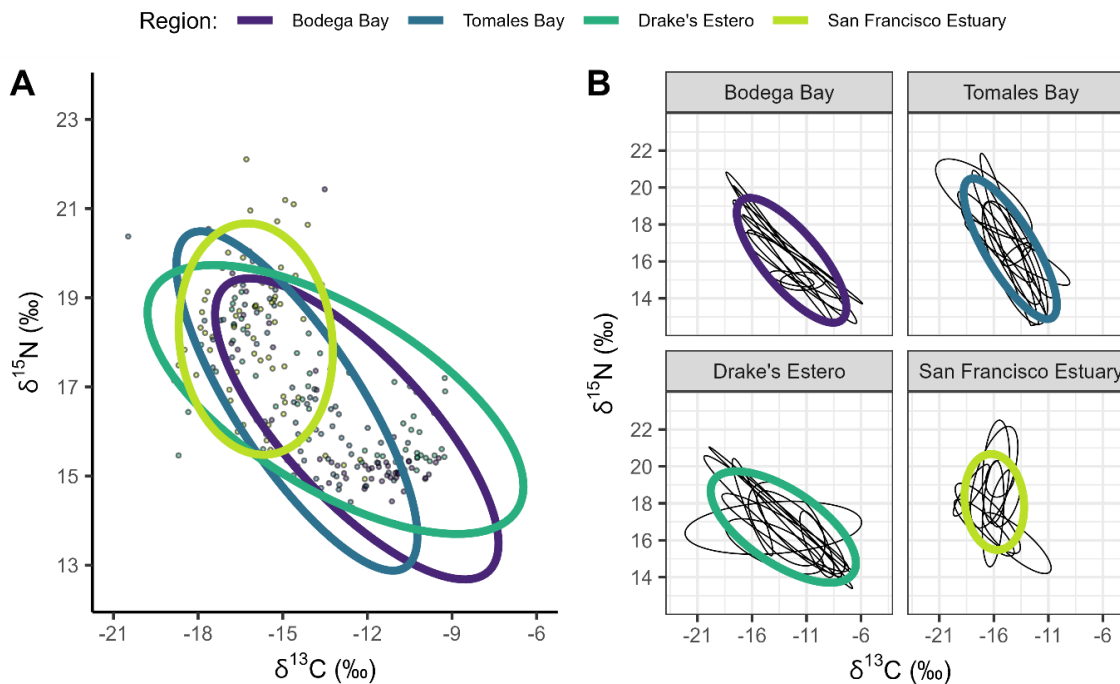 Region: Bodega Bay Tomales Bay Drake's Estero San Francisco Estuary
A
23
21
19
17
15
13
δ¹⁵N (‰)
-21 -18 -15 -12 -9 -6
δ¹³C (‰)
B
Bodega Bay Tomales Bay
22
20
18
16
14
Drake's Estero San Francisco Estuary
22
20
18
16
14
δ¹⁵N (‰)
-21 -16 -11 -6 -21 -16 -11 -6
δ¹³C (‰)